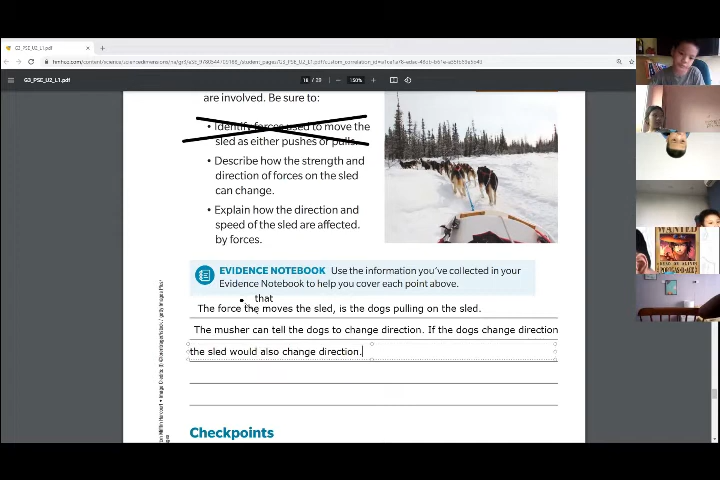 G3_PSE_U2_L1.pdf
G3_PSE_U2_L1.pdf
150%
are involved. Be sure to:
• Identify forces used to move the
sled as either pushes or pulls.
• Describe how the strength and
direction of forces on the sled
can change.
• Explain how the direction and
speed of the sled are affected
by forces.
EVIDENCE NOTEBOOK Use the information you've collected in your
Evidence Notebook to help you cover each point above.
that
The force the moves the sled, is the dogs pulling on the sled.
The musher can tell the dogs to change direction. If the dogs change direction
the sled would also change direction.
Checkpoints
WANTED